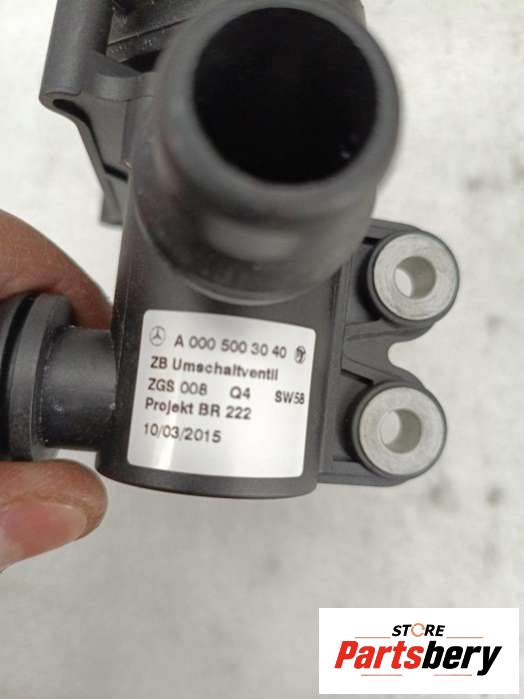 A 000 500 30 40
ZB Umschaltventil
ZGS 008 Q4 SW58
Projekt BR 222
10/03/2015
STORE
Partsbery